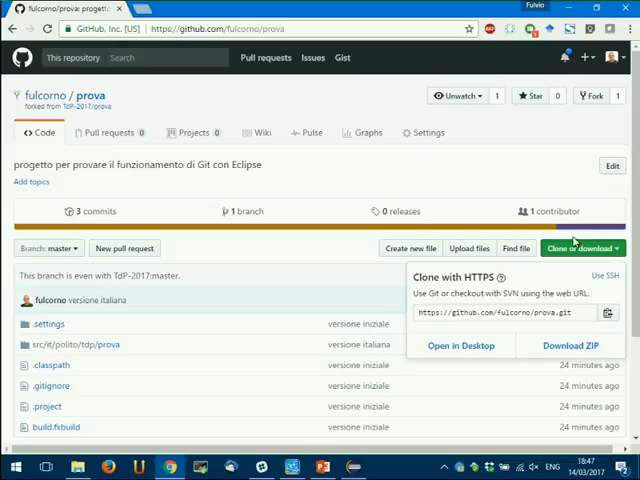 fulcorno/prova: progetto
Fulvio
GitHub, Inc. [US] https://github.com/fulcorno/prova
This repository Search Pull requests Issues Gist
fulcorno / prova
forked from TdP-2017/prova
Unwatch 1 Star 0 Fork 1
Code Pull requests 0 Projects 0 Wiki Pulse Graphs Settings
progetto per provare il funzionamento di Git con Eclipse
Edit
Add topics
3 commits 1 branch 0 releases 1 contributor
Branch: master New pull request Create new file Upload files Find file Clone or download
This branch is even with TdP-2017:master.
Clone with HTTPS Use SSH
Use Git or checkout with SVN using the web URL.
https://github.com/fulcorno/prova.git
Open in Desktop Download ZIP
fulcorno versione italiana
.settings versione iniziale
src/it/polito/tdp/prova versione italiana
.classpath versione iniziale 24 minutes ago
.gitignore versione iniziale 24 minutes ago
.project versione iniziale 24 minutes ago
build.fxbuild versione iniziale 24 minutes ago
ENG
18:47
14/03/2017
2